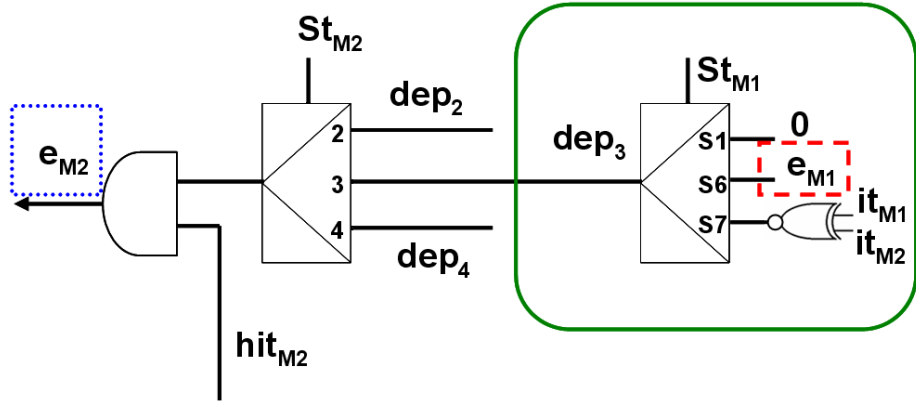 St_M2
St_M1
dep_2
dep_3
0
e_M2
e_M1
2
3
4
S1
S6
S7
it_M1
it_M2
dep_4
hit_M2